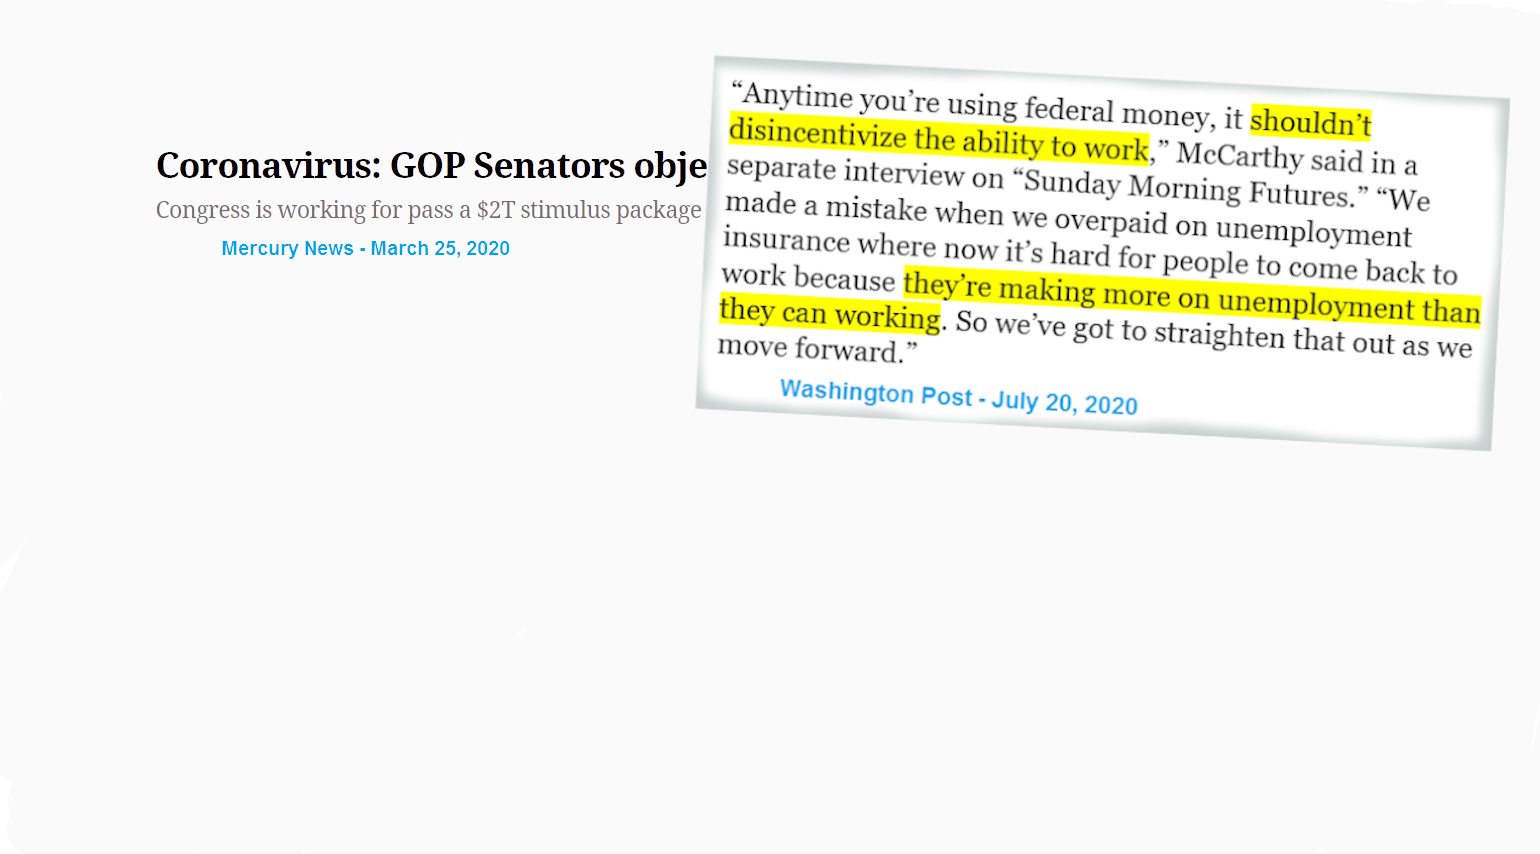 Coronavirus: GOP Senators obje
Congress is working for pass a $2T stimulus package
Mercury News - March 25, 2020
“Anytime you’re using federal money, it shouldn’t
disincentivize the ability to work,” McCarthy said in a
separate interview on “Sunday Morning Futures.” “We
made a mistake when we overpaid on unemployment
insurance where now it’s hard for people to come back to
work because they’re making more on unemployment than
they can working. So we’ve got to straighten that out as we
move forward.”
Washington Post - July 20, 2020